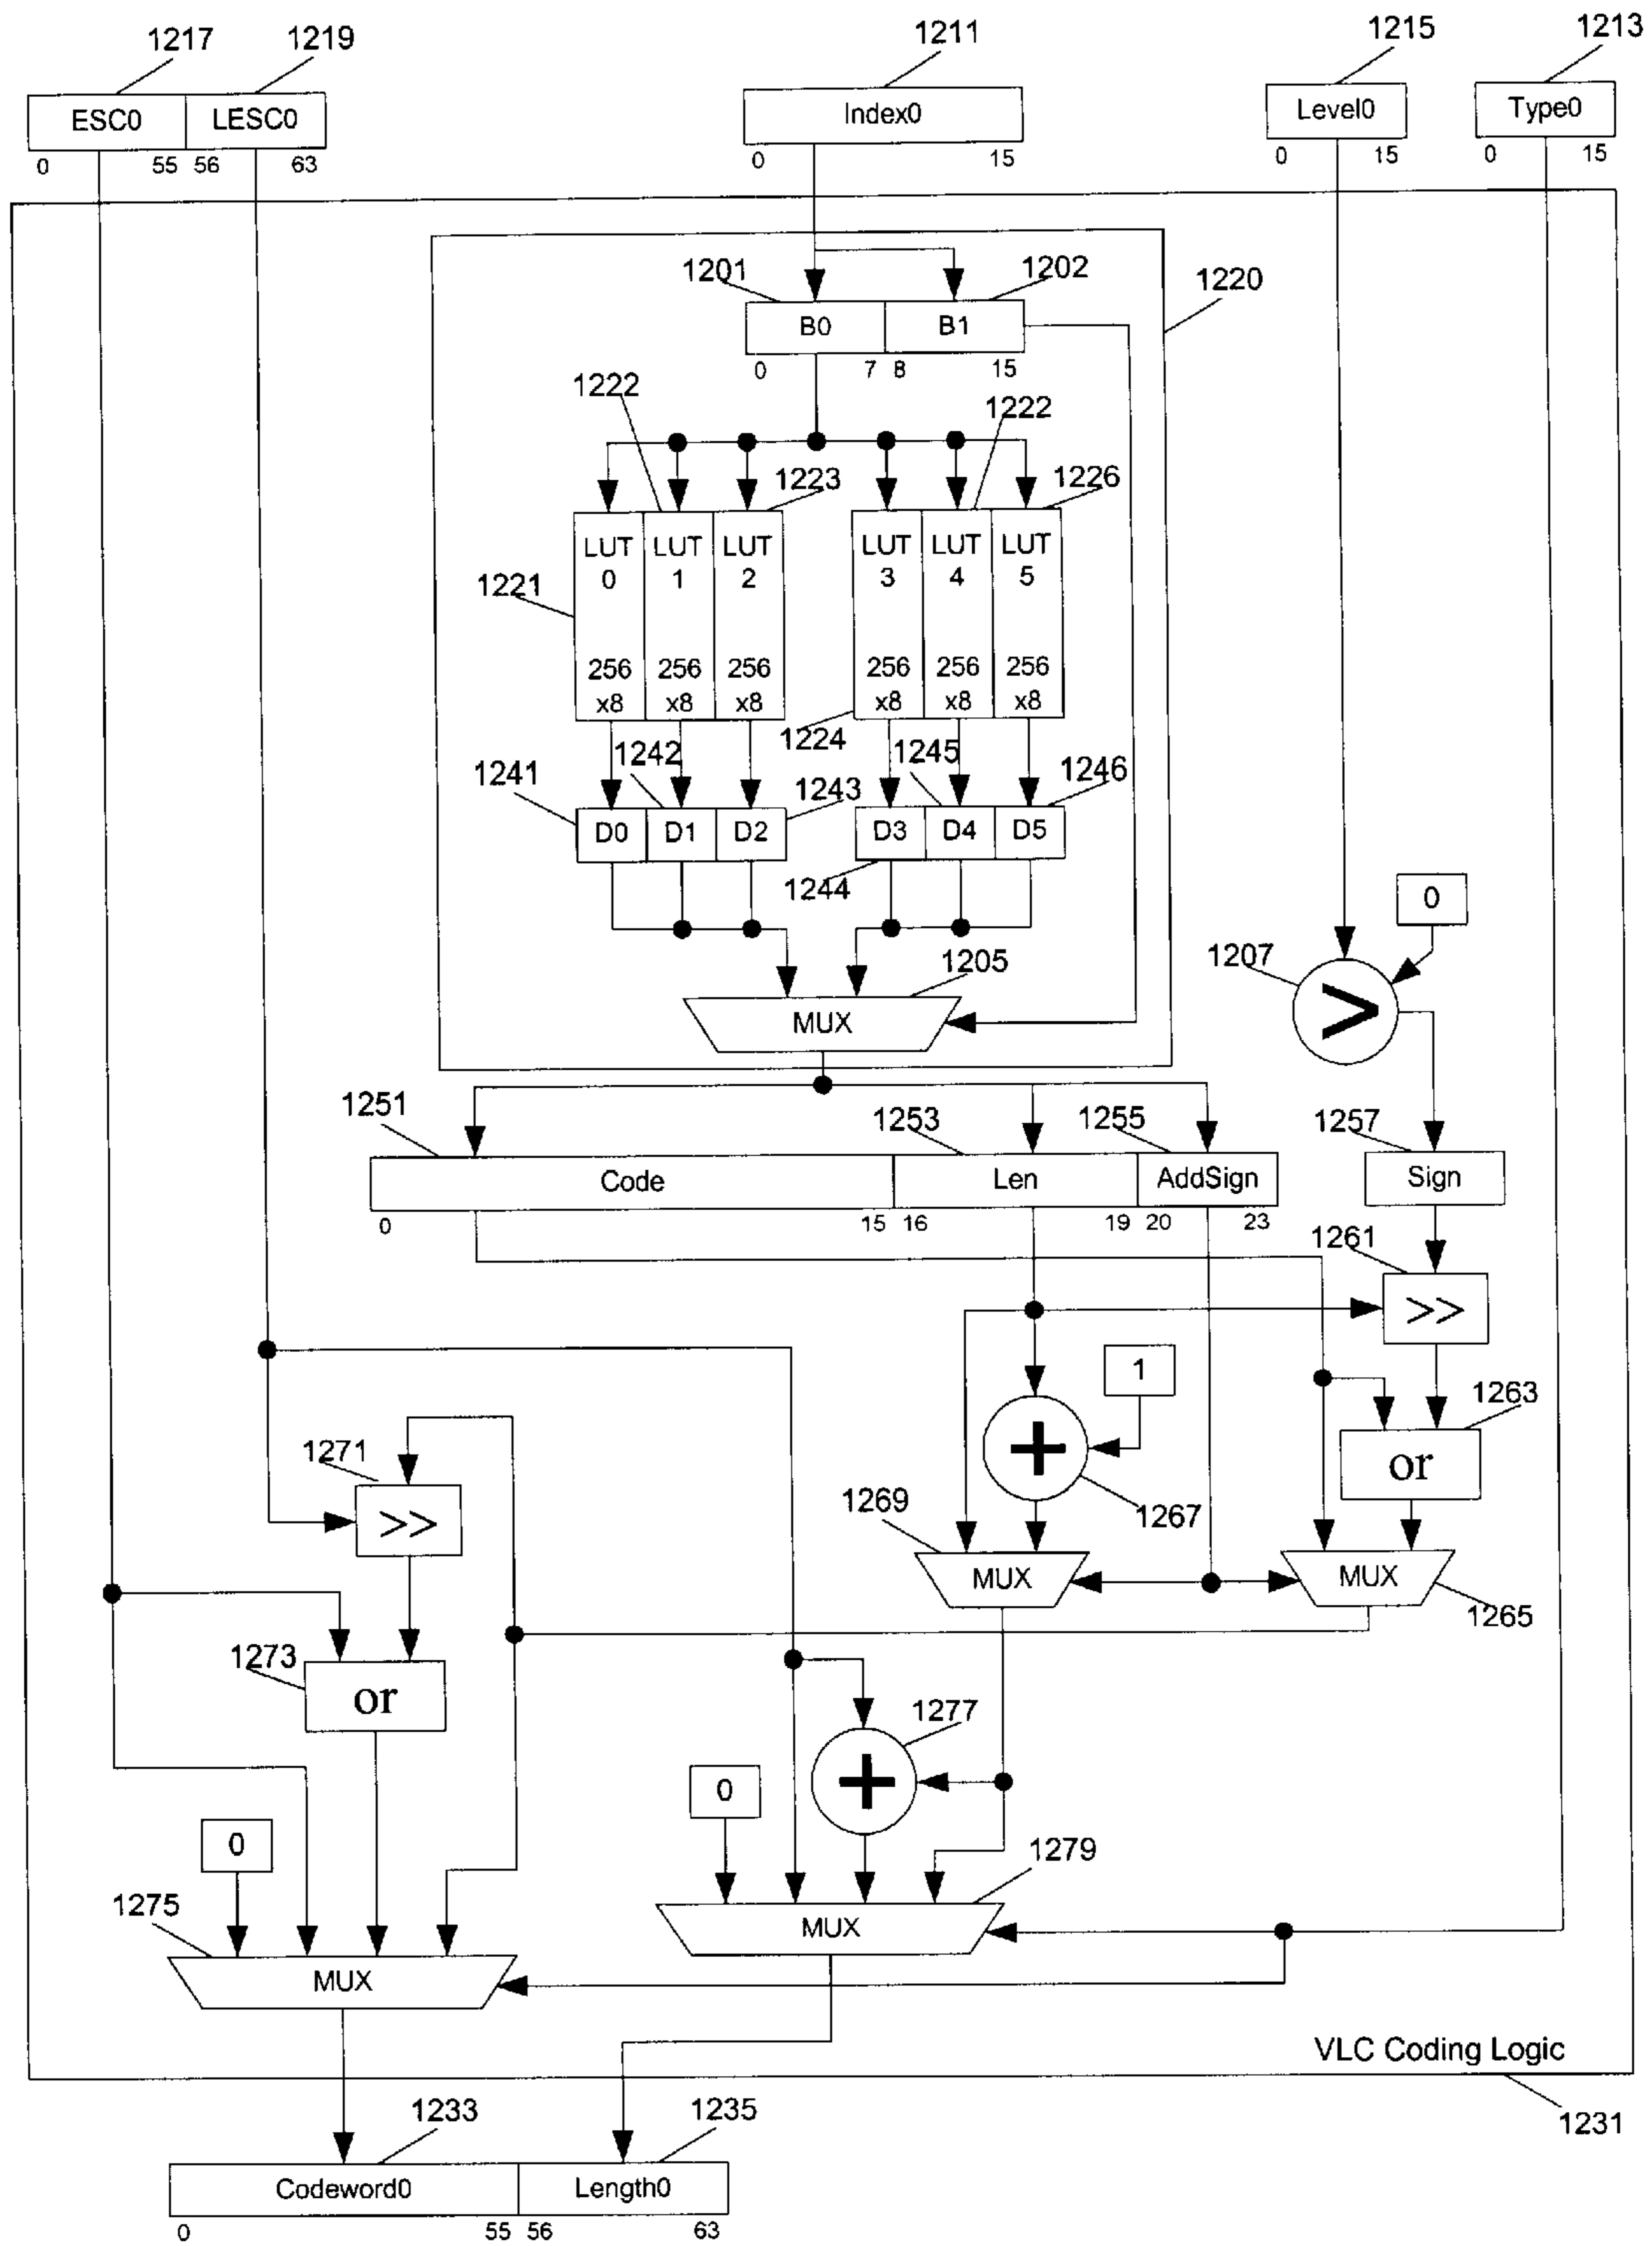 1217 1219 1211 1215 1213
ESC0 LESC0 Index0 Level0 Type0
0 55 56 63 0 15 0 15 0 15
1201 1202 1220
B0 B1
0 7 8 15
1222 1222
1223 1226
LUT LUT LUT LUT LUT LUT
0 1 2 3 4 5
1221
256 256 256 256 256 256
x8 x8 x8 x8 x8 x8
1224
1242 1245
1241 1243 1246
D0 D1 D2 D3 D4 D5
1244
0
1205 1207
MUX >
1251 1253 1255 1257
Code Len AddSign Sign
0 15 16 19 20 23
1261
>>
1
1263
+ or
1271
>>
1269 1267
MUX MUX
1265
1273
or
1277
+
0
0
1279
1275
MUX
MUX
VLC Coding Logic
1231
1233 1235
Codeword0 Length0
0 55 56 63